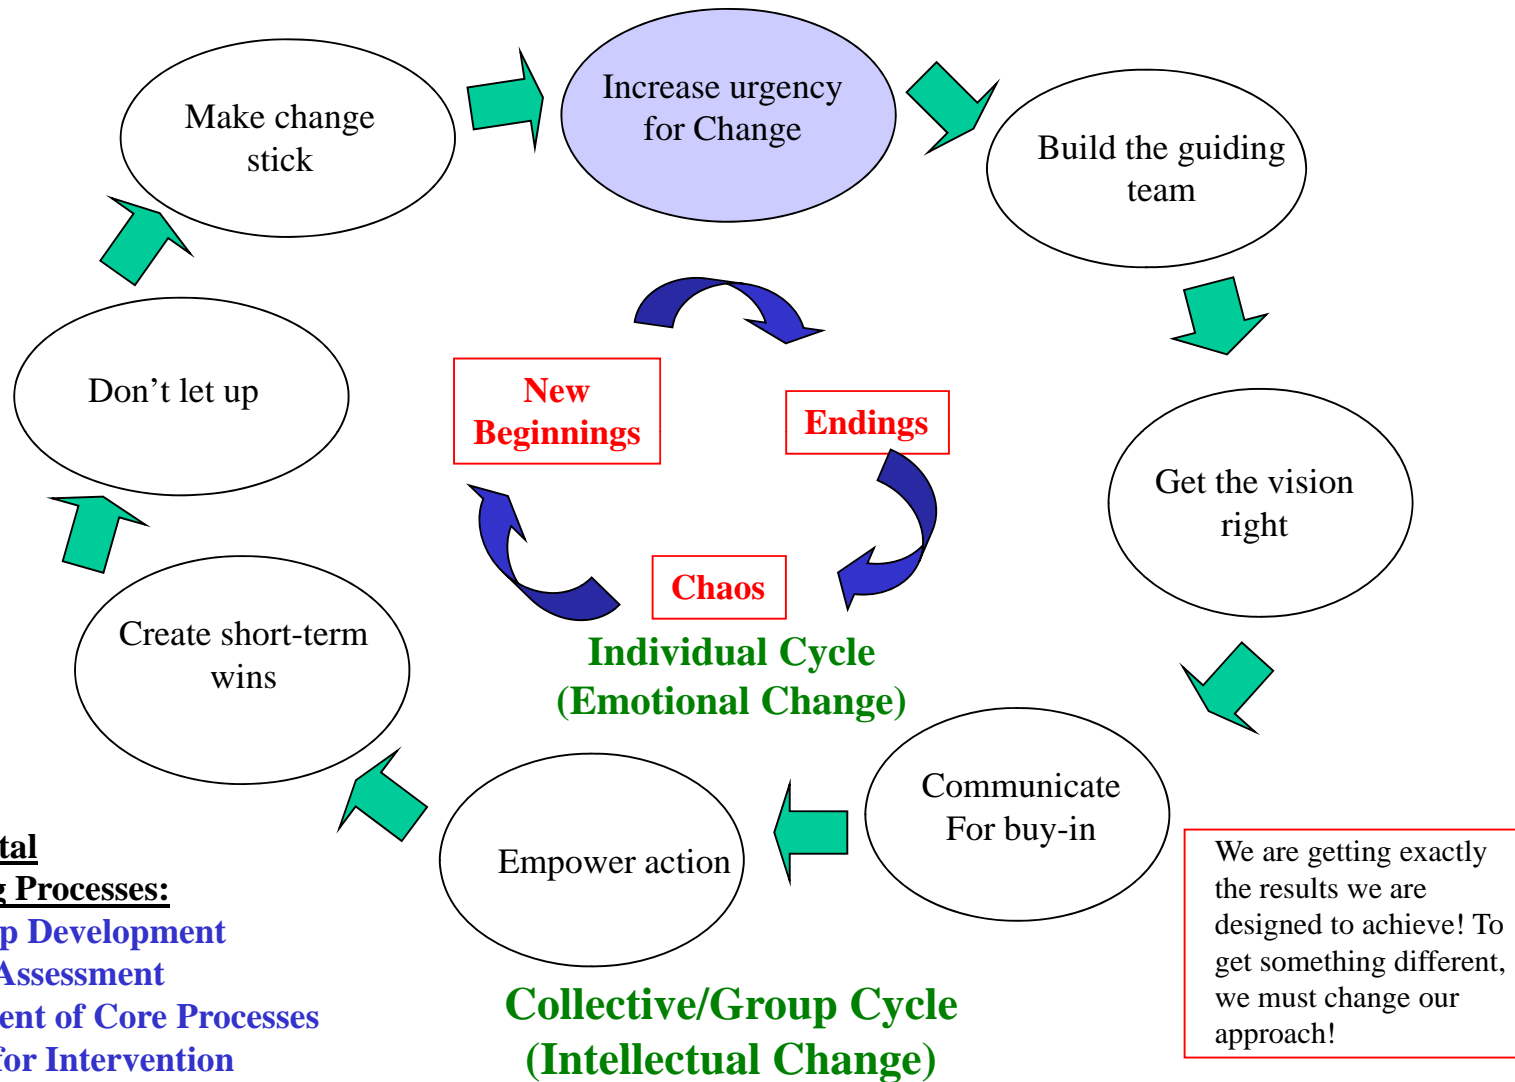 Increase urgency
for Change
Build the guiding
team
Get the vision
right
Communicate
For buy-in
Empower action
Create short-term
wins
Don’t let up
Make change
stick
New
Beginnings
Endings
Chaos
Individual Cycle
(Emotional Change)
Collective/Group Cycle
(Intellectual Change)
Processes:
Development
Assessment
of Core Processes
for Intervention
We are getting exactly
the results we are
designed to achieve! To
get something different,
we must change our
approach!